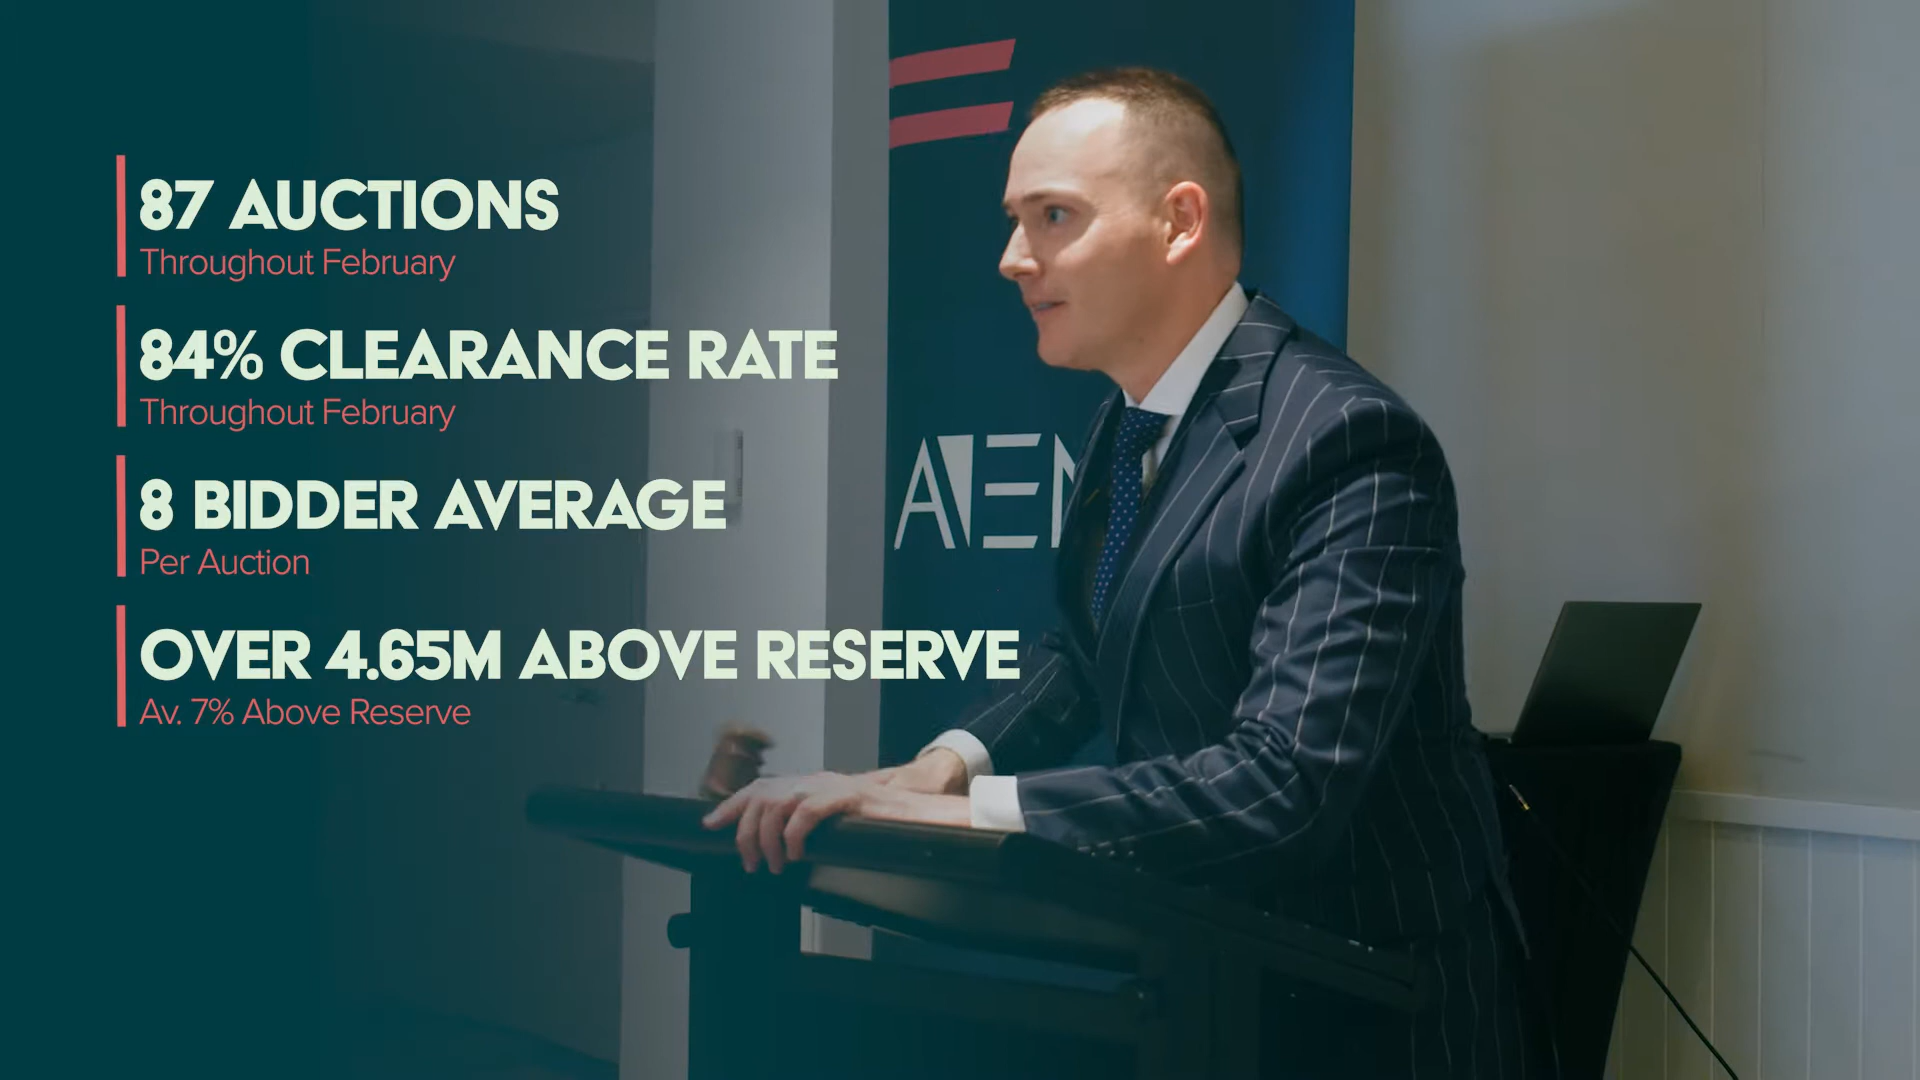 87 AUCTIONS
Throughout February
84% CLEARANCE RATE
Throughout February
8 BIDDER AVERAGE
Per Auction
OVER 4.65M ABOVE RESERVE
Av. 7% Above Reserve